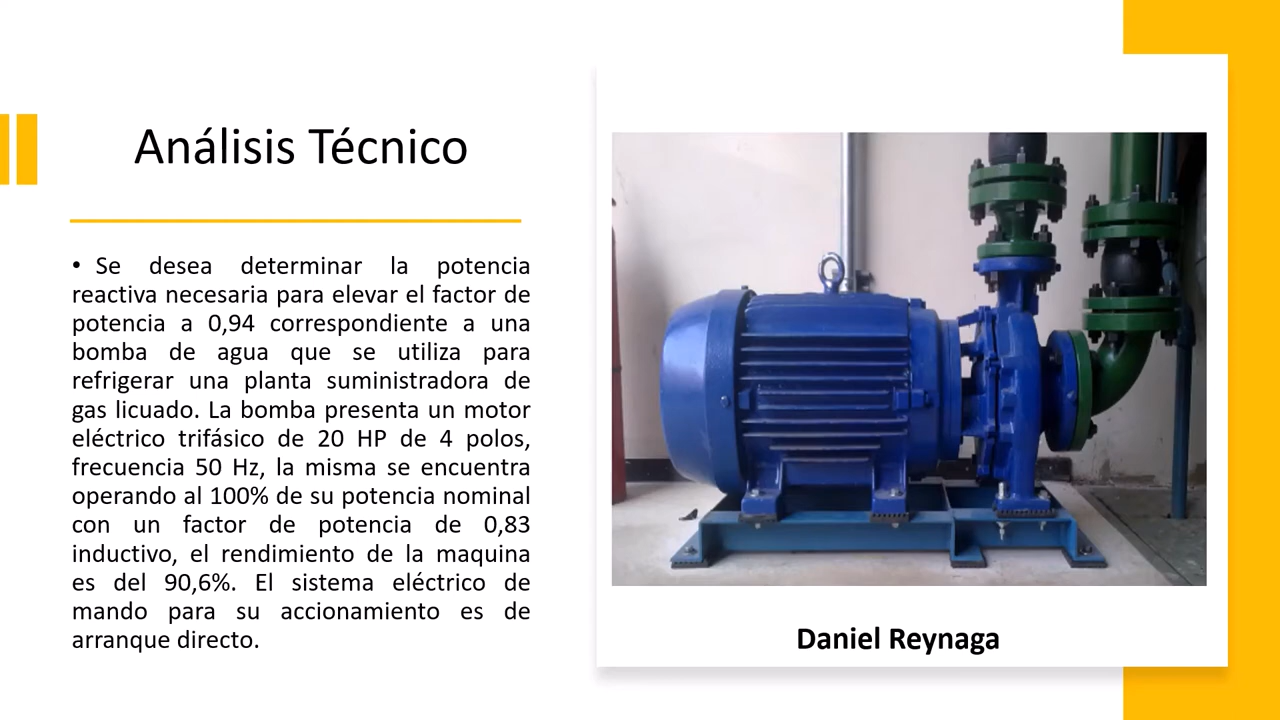 Análisis Técnico
• Se desea determinar la potencia
reactiva necesaria para elevar el factor de
potencia a 0,94 correspondiente a una
bomba de agua que se utiliza para
refrigerar una planta suministradora de
gas licuado. La bomba presenta un motor
eléctrico trifásico de 20 HP de 4 polos,
frecuencia 50 Hz, la misma se encuentra
operando al 100% de su potencia nominal
con un factor de potencia de 0,83
inductivo, el rendimiento de la maquina
es del 90,6%. El sistema eléctrico de
mando para su accionamiento es de
arranque directo.
Daniel Reynaga